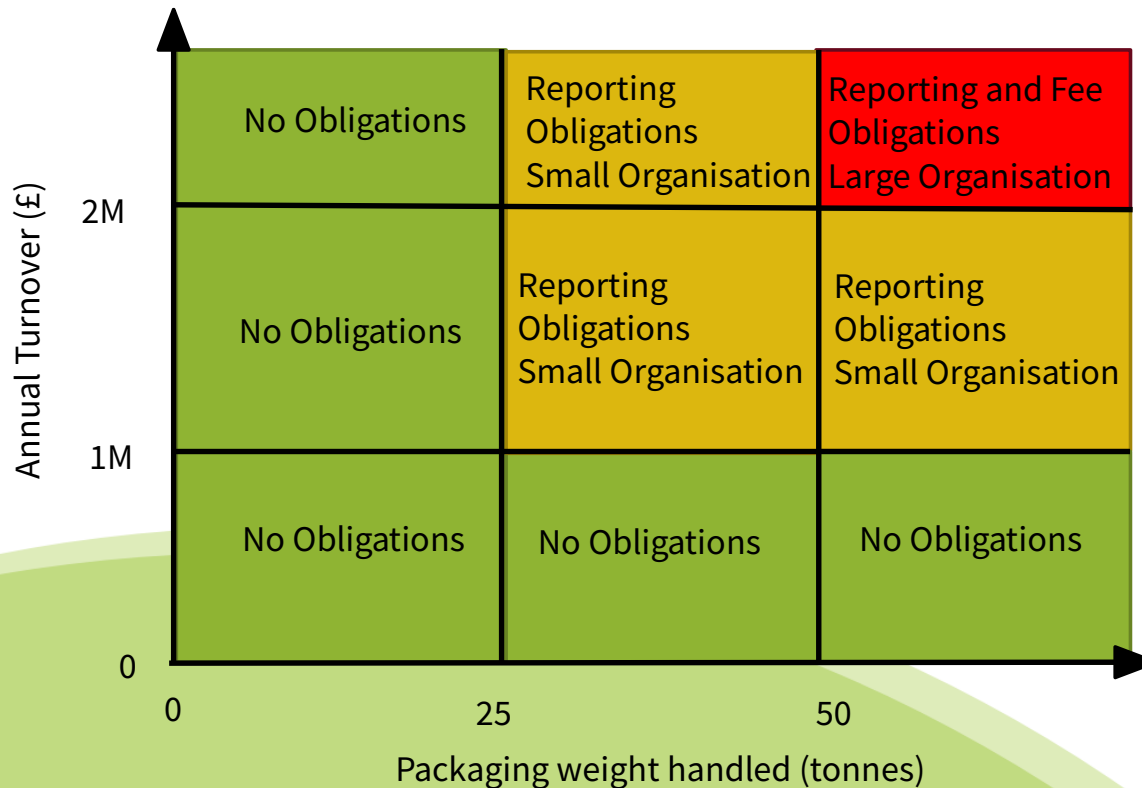 No Obligations
Reporting
Obligations
Small Organisation
Reporting and Fee
Obligations
Large Organisation
Annual Turnover (£)
2M
No Obligations
Reporting
Obligations
Small Organisation
Reporting
Obligations
Small Organisation
1M
No Obligations
No Obligations
No Obligations
0
0
25
50
Packaging weight handled (tonnes)